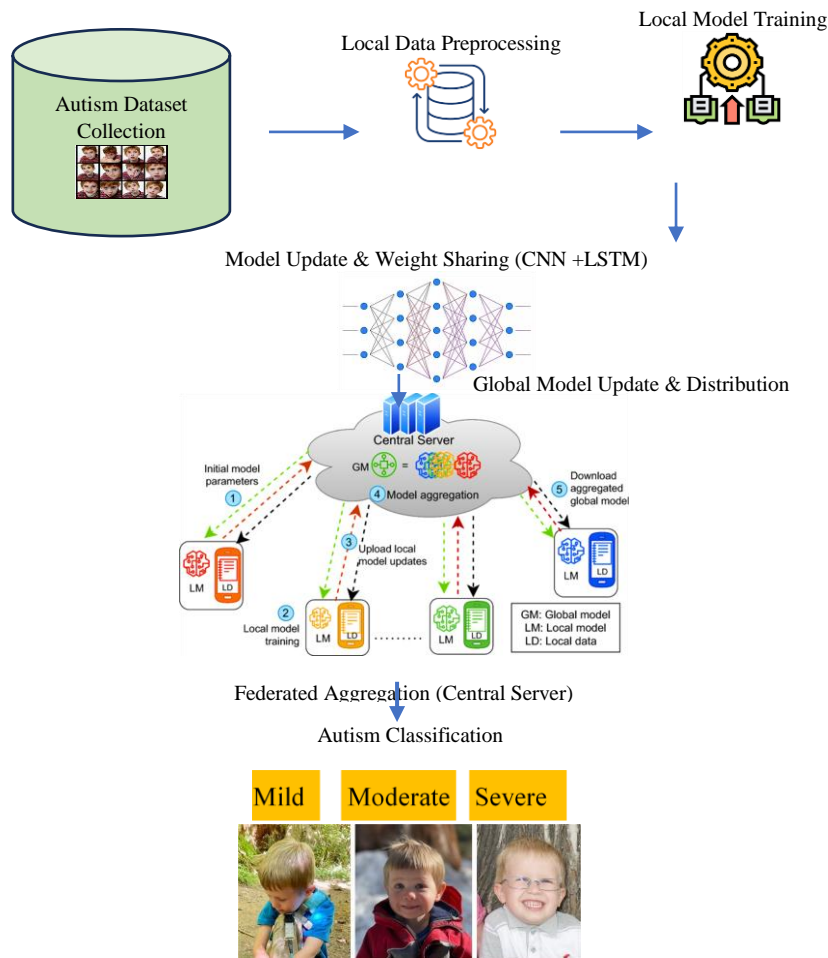 Local Model Training
Local Data Preprocessing
Autism Dataset
Collection
Model Update & Weight Sharing (CNN +LSTM)
Global Model Update & Distribution
Central Server
GM
=
Initial model
parameters
1
4 Model aggregation
5
Download
aggregated
global model
3
Upload local
model updates
LM
LD
LM
LD
2
Local model
training
LM
LD
..........
LM
LD
GM: Global model
LM: Local model
LD: Local data
Federated Aggregation (Central Server)
Autism Classification
Mild
Moderate
Severe